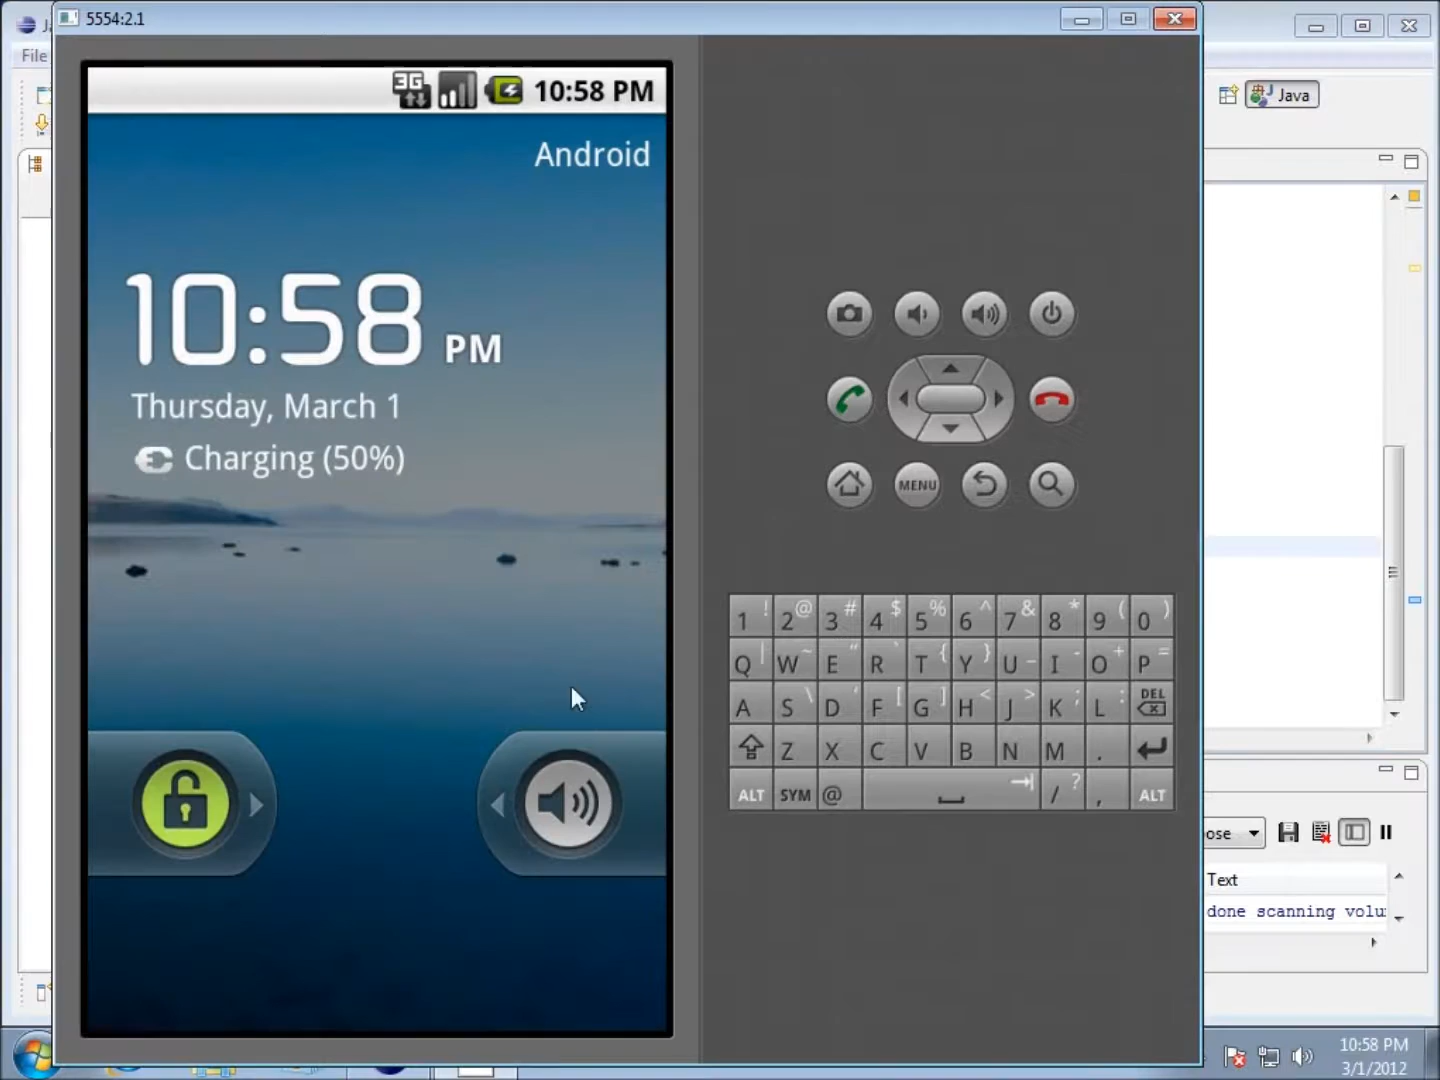 5554:2.1
File
Java
3G
10:58 PM
Android
10:58 PM
Thursday, March 1
Charging (50%)
MENU
1 ! 2 @ 3 # 4 $ 5 % 6 ^ 7 & 8 * 9 ( 0 )
Q | W ~ E " R ` T { Y } U _ I - O + P =
A S \ D ' F [ G ] H < J > K ; L : DEL
Z X C V B N M .
ALT SYM @ / ? , ALT
ose
Text
done scanning volu
10:58 PM
3/1/2012